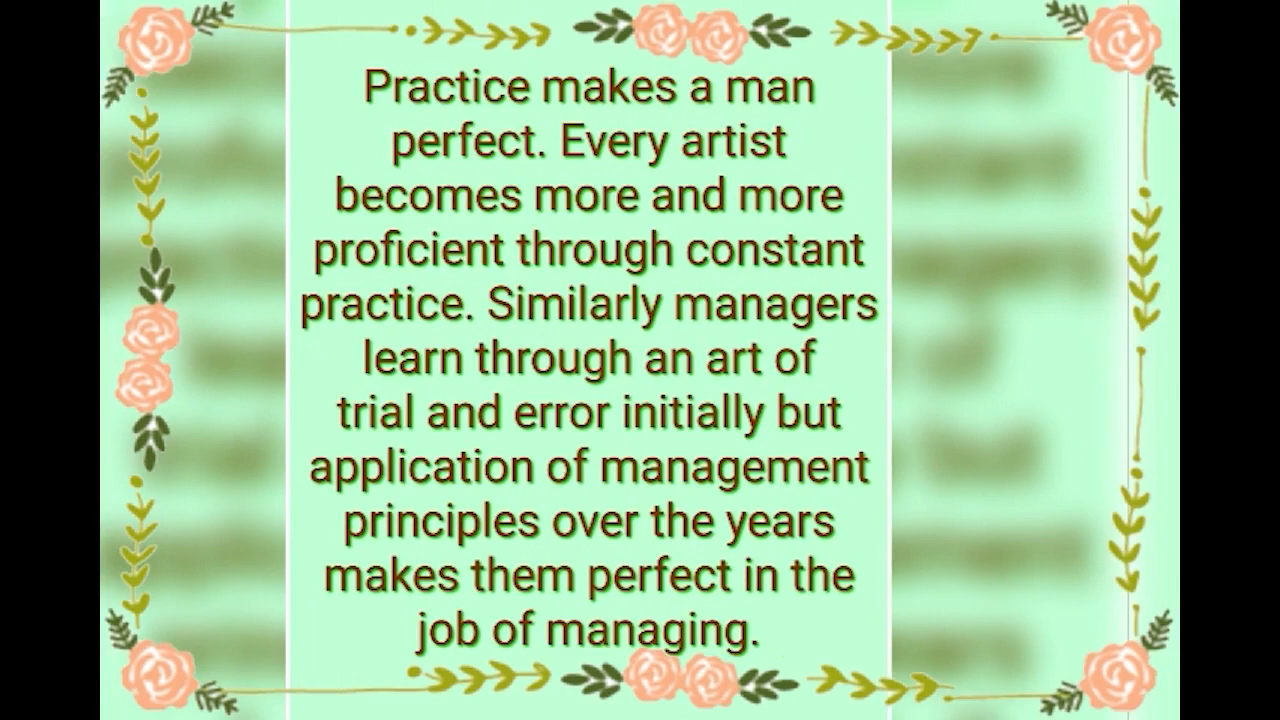 Practice makes a man
perfect. Every artist
becomes more and more
proficient through constant
practice. Similarly managers
learn through an art of
trial and error initially but
application of management
principles over the years
makes them perfect in the
job of managing.